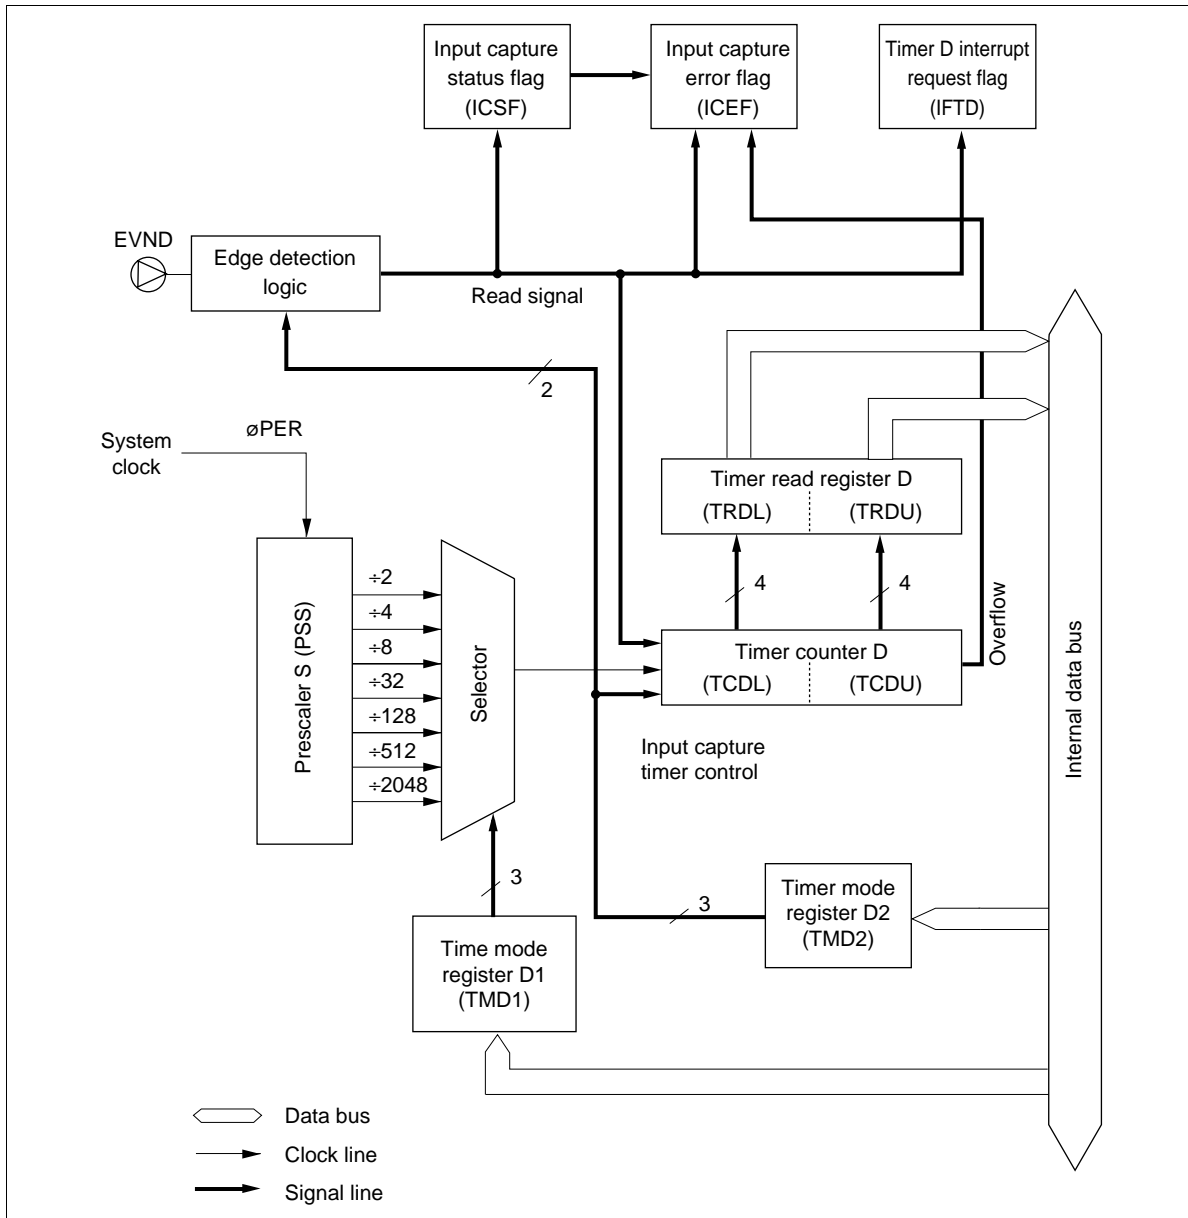 Input capture
status flag
(ICSF)
Input capture
error flag
(ICEF)
Timer D interrupt
request flag
(IFTD)
EVND
Edge detection
logic
Read signal
2
øPER
System
clock
Timer read register D
(TRDL)
(TRDU)
4
4
Prescaler S (PSS)
÷2
÷4
÷8
÷32
÷128
÷512
÷2048
Selector
Timer counter D
(TCDL)
(TCDU)
Overflow
Internal data bus
Input capture
timer control
3
3
Timer mode
register D2
(TMD2)
Time mode
register D1
(TMD1)
Data bus
Clock line
Signal line